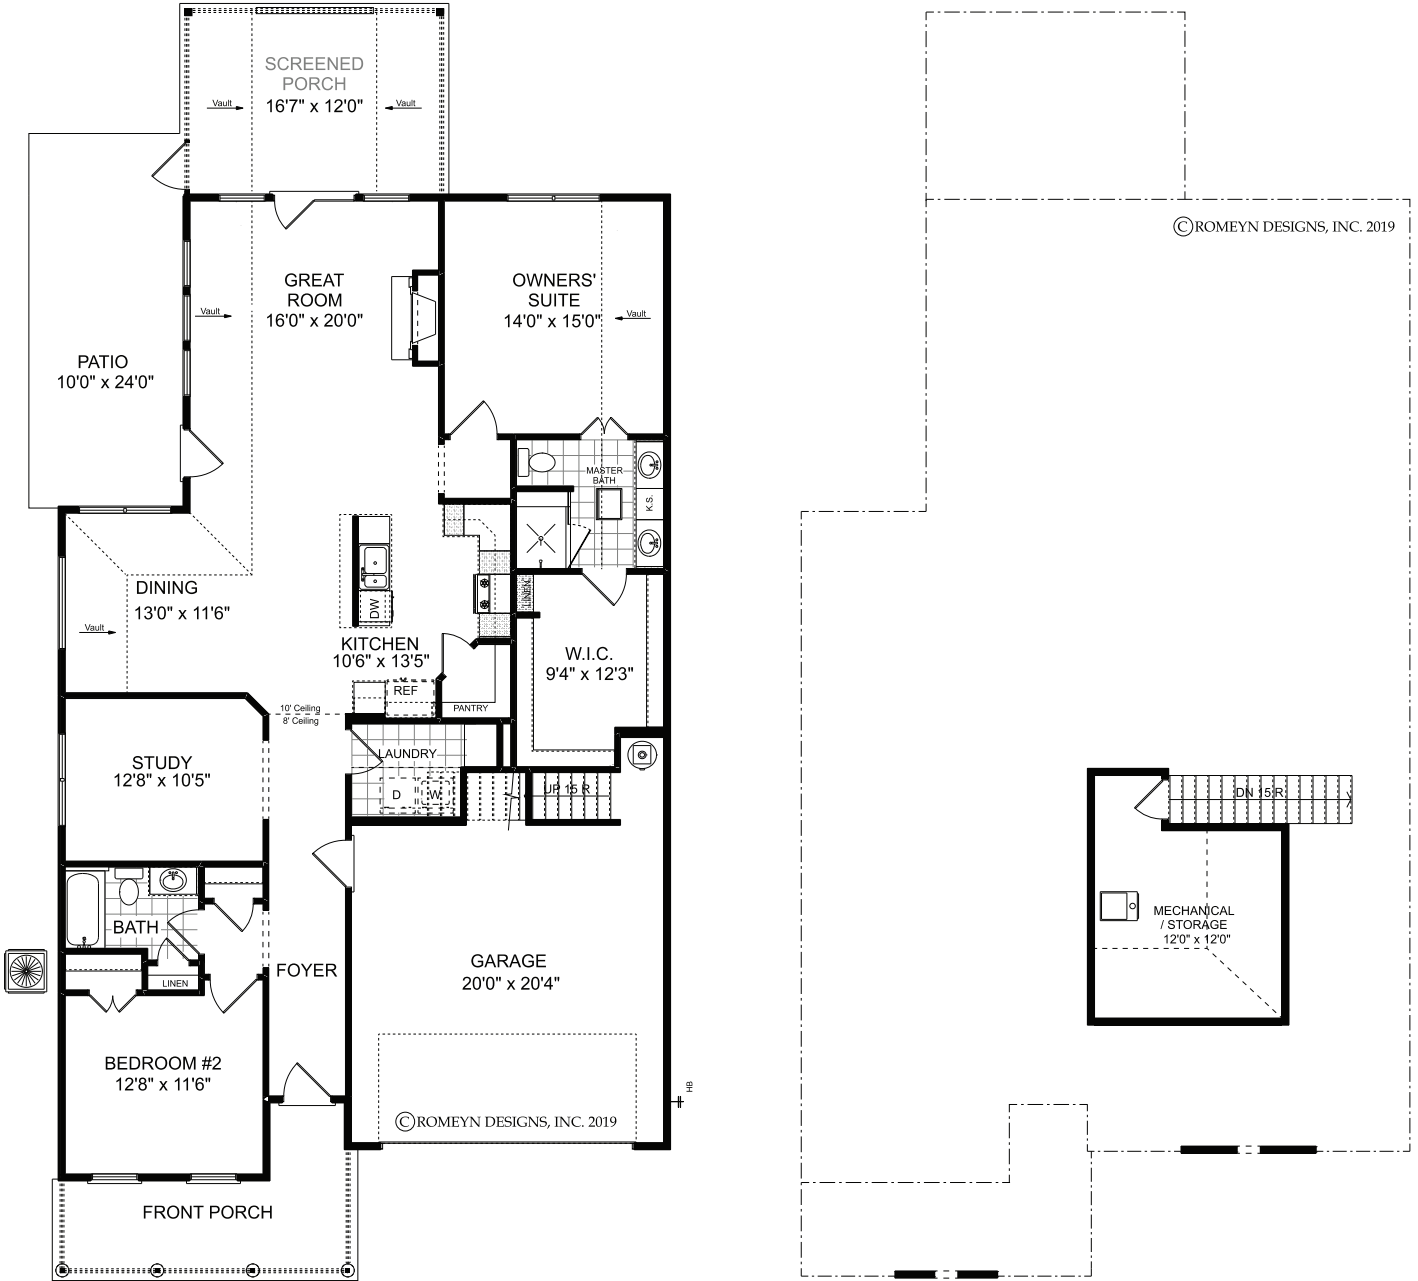 SCREENED
PORCH
16'7" x 12'0"
Vault
Vault
© ROMEYN DESIGNS, INC. 2019
GREAT
ROOM
16'0" x 20'0"
Vault
OWNERS'
SUITE
14'0" x 15'0"
Vault
PATIO
10'0" x 24'0"
MASTER
BATH
K.S.
DINING
13'0" x 11'6"
Vault
DW
LINEN
KITCHEN
10'6" x 13'5"
REF
PANTRY
W.I.C.
9'4" x 12'3"
10' Ceiling
8' Ceiling
STUDY
12'8" x 10'5"
LAUNDRY
D
W
UP 15 R
DN 15 R
BATH
LINEN
FOYER
GARAGE
20'0" x 20'4"
MECHANICAL
/ STORAGE
12'0" x 12'0"
BEDROOM #2
12'8" x 11'6"
HB
© ROMEYN DESIGNS, INC. 2019
FRONT PORCH